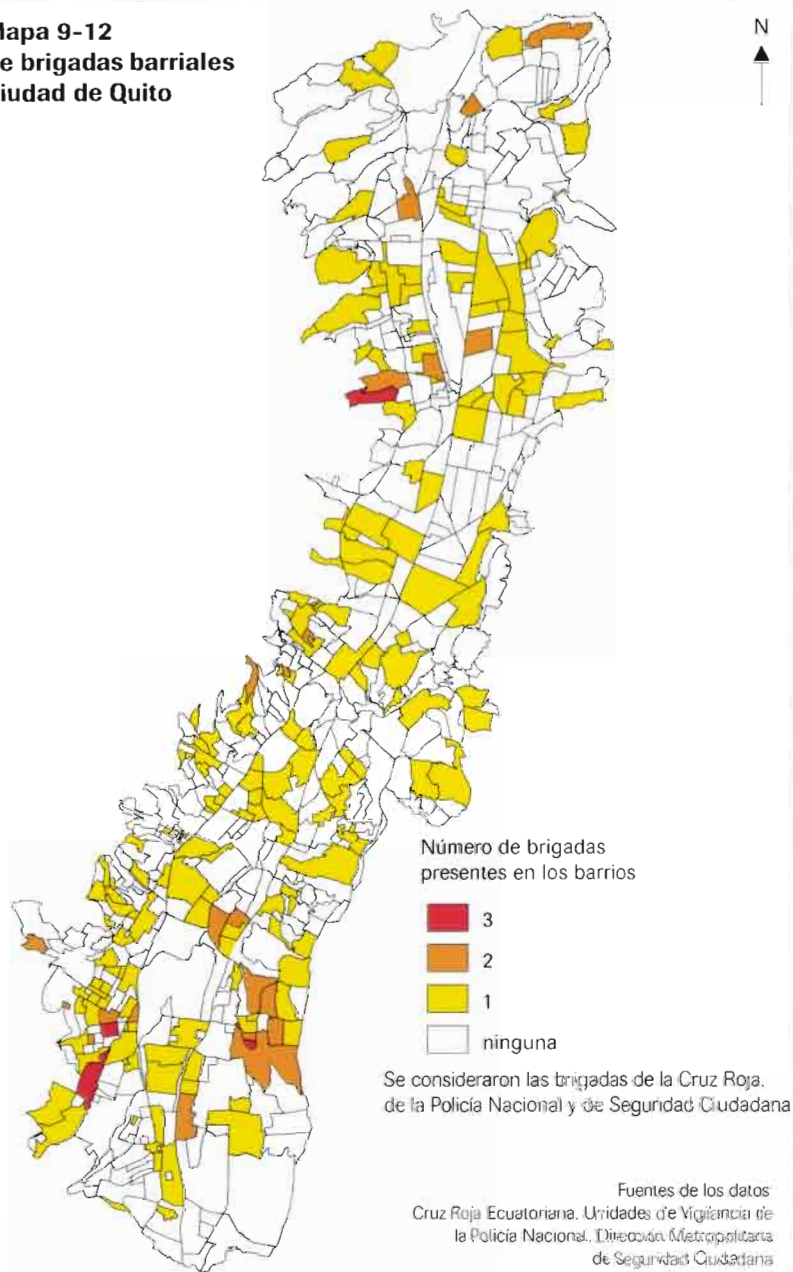 Mapa 9-12
e brigadas barriales
iudad de Quito
N
Número de brigadas
presentes en los barrios
3
2
1
ninguna
Se consideraron las brigadas de la Cruz Roja,
de la Policía Nacional y de Seguridad Ciudadana
Fuentes de los datos
Cruz Roja Ecuatoriana, Unidades de Vigilancia de
la Policía Nacional, Dirección Metropolitana
de Seguridad Ciudadana